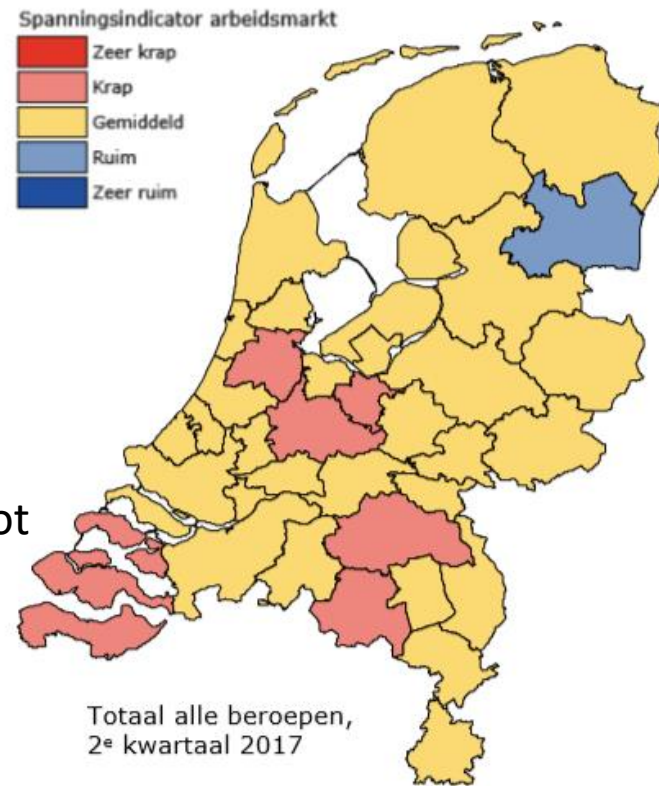 Spanningsindicator arbeidsmarkt
Zeer krap
Krap
Gemiddeld
Ruim
Zeer ruim
Totaal alle beroepen,
2e kwartaal 2017